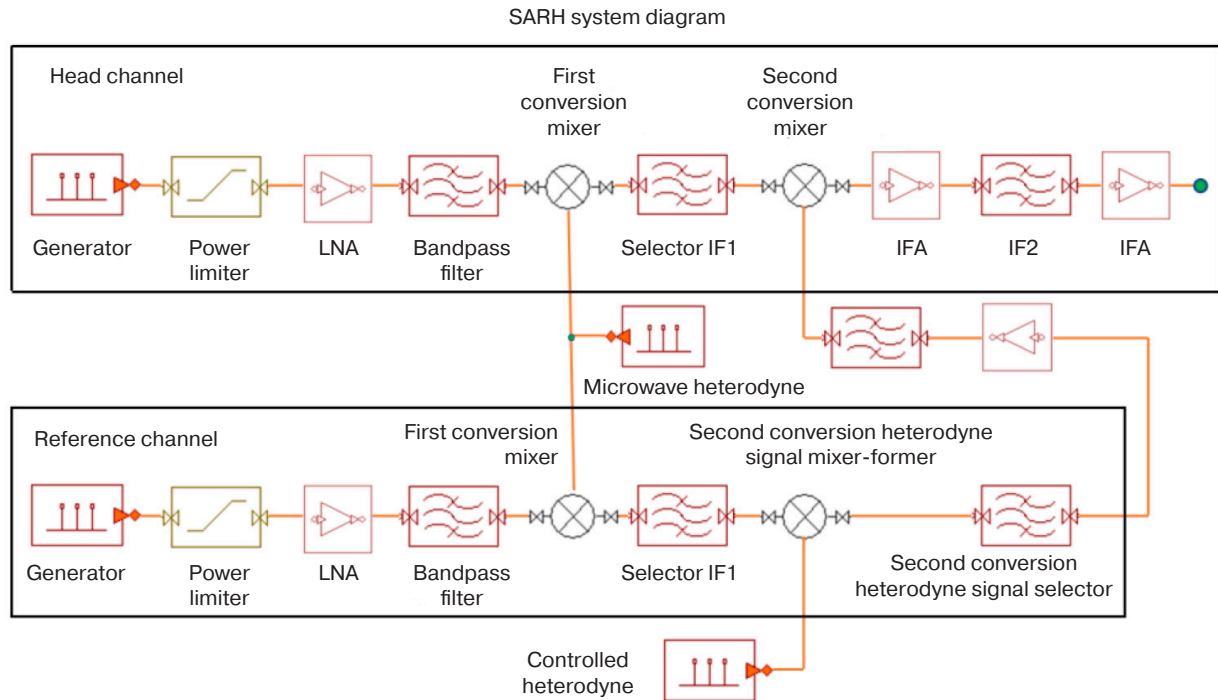 SARH system diagram
Head channel
First
conversion
mixer
Second
conversion
mixer
Generator
Power
limiter
LNA
Bandpass
filter
Selector IF1
IFA
IF2
IFA
Microwave heterodyne
Reference channel
First conversion
mixer
Second conversion heterodyne
signal mixer-former
Generator
Power
limiter
LNA
Bandpass
filter
Selector IF1
Second conversion
heterodyne signal selector
Controlled
heterodyne